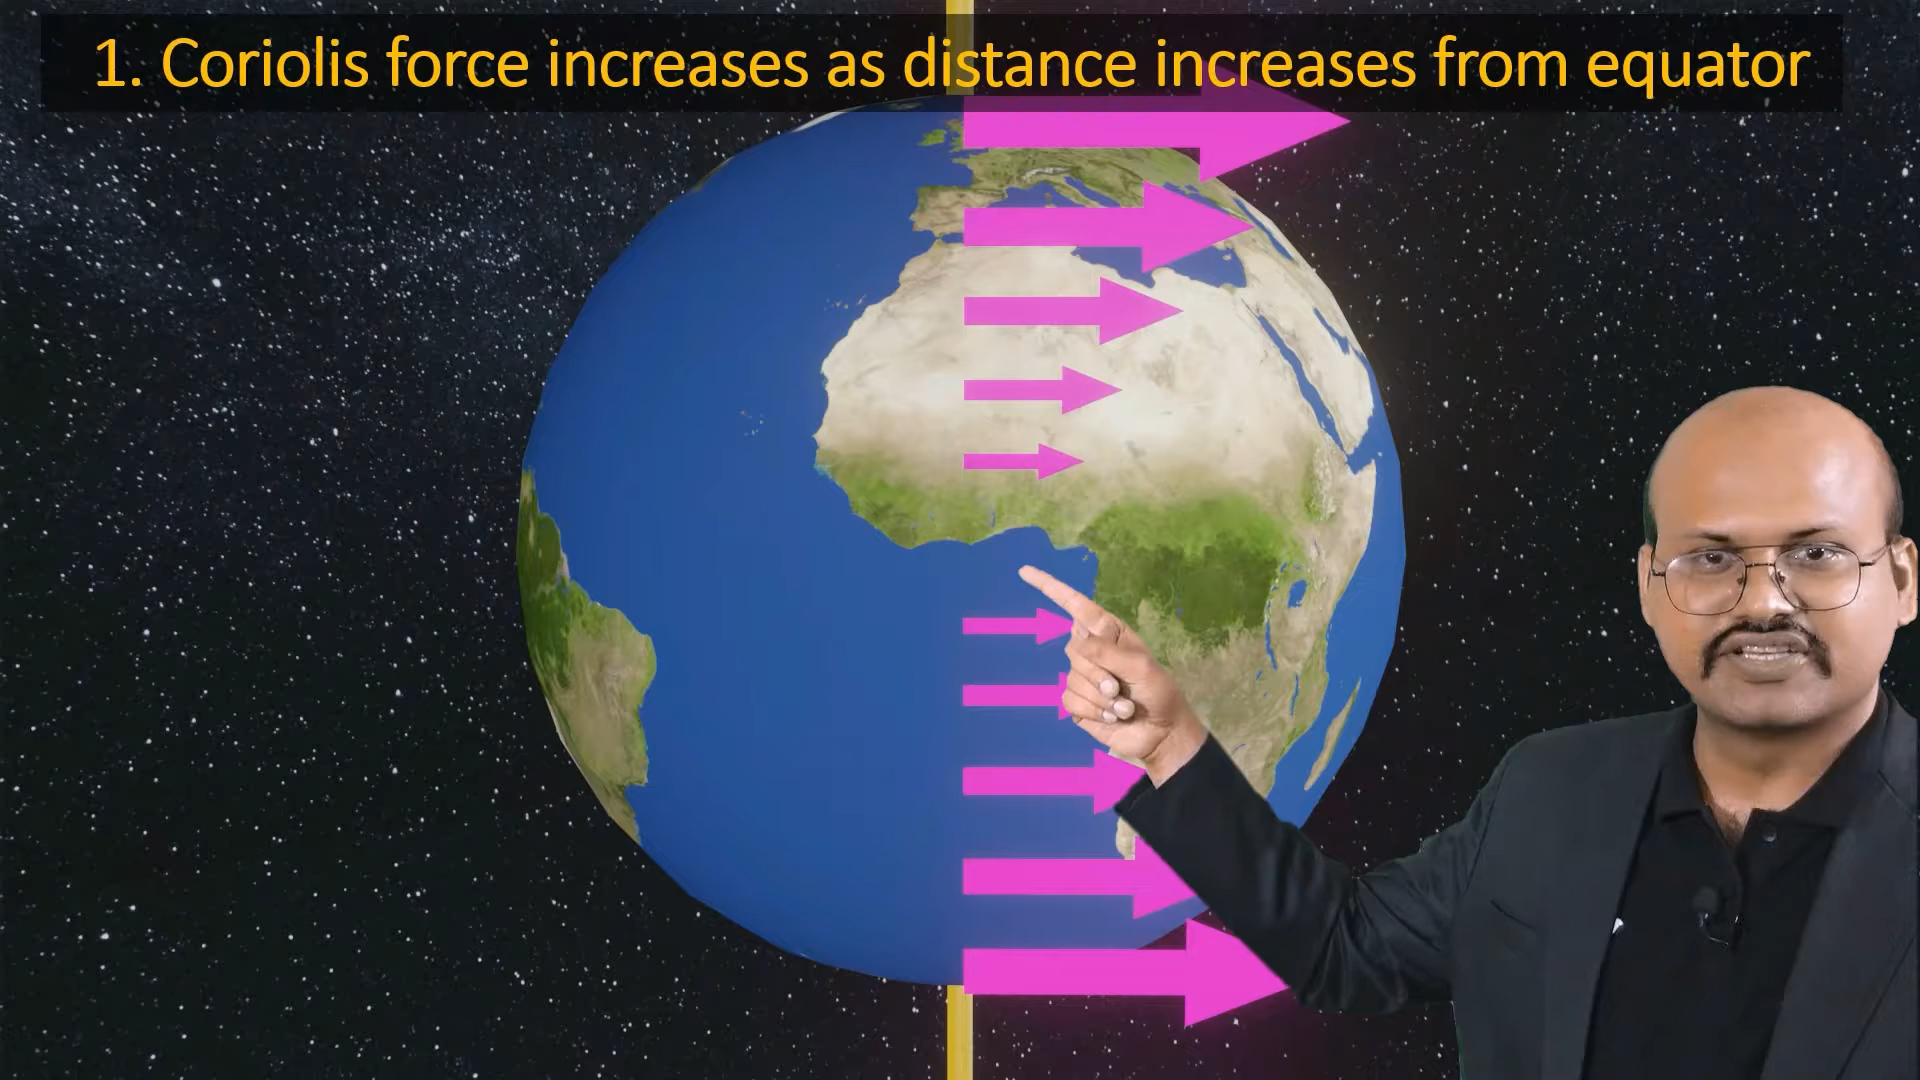 1. Coriolis force increases as distance increases from equator